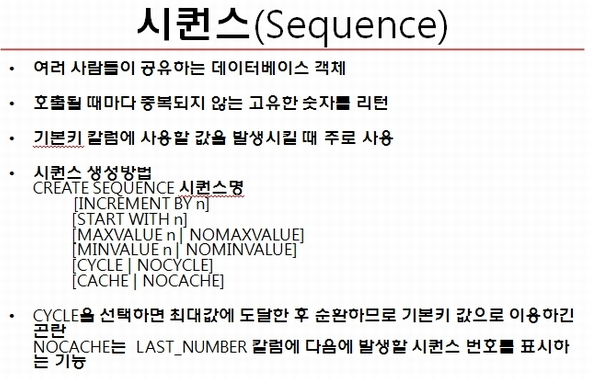 시퀀스(Sequence)
• 여러 사람들이 공유하는 데이터베이스 객체
• 호출될 때마다 중복되지 않는 고유한 숫자를 리턴
• 기본키 칼럼에 사용할 값을 발생시킬 때 주로 사용
• 시퀀스 생성방법
CREATE SEQUENCE 시퀀스명
[INCREMENT BY n]
[START WITH n]
[MAXVALUE n | NOMAXVALUE]
[MINVALUE n | NOMINVALUE]
[CYCLE | NOCYCLE]
[CACHE | NOCACHE]
• CYCLE을 선택하면 최대값에 도달한 후 순환하므로 기본키 값으로 이용하긴
곤란
NOCACHE는 LAST_NUMBER 칼럼에 다음에 발생할 시퀀스 번호를 표시하
는 기능